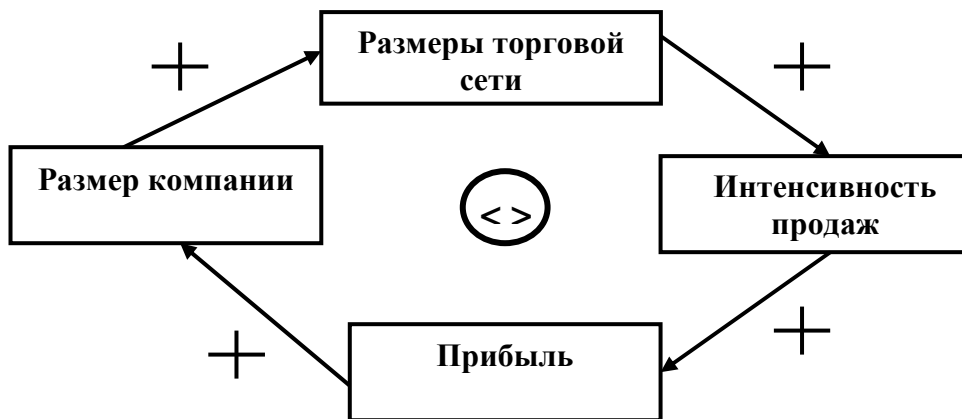 Размеры торговой
сети
+
+
Размер компании
< >
Интенсивность
продаж
+
+
Прибыль